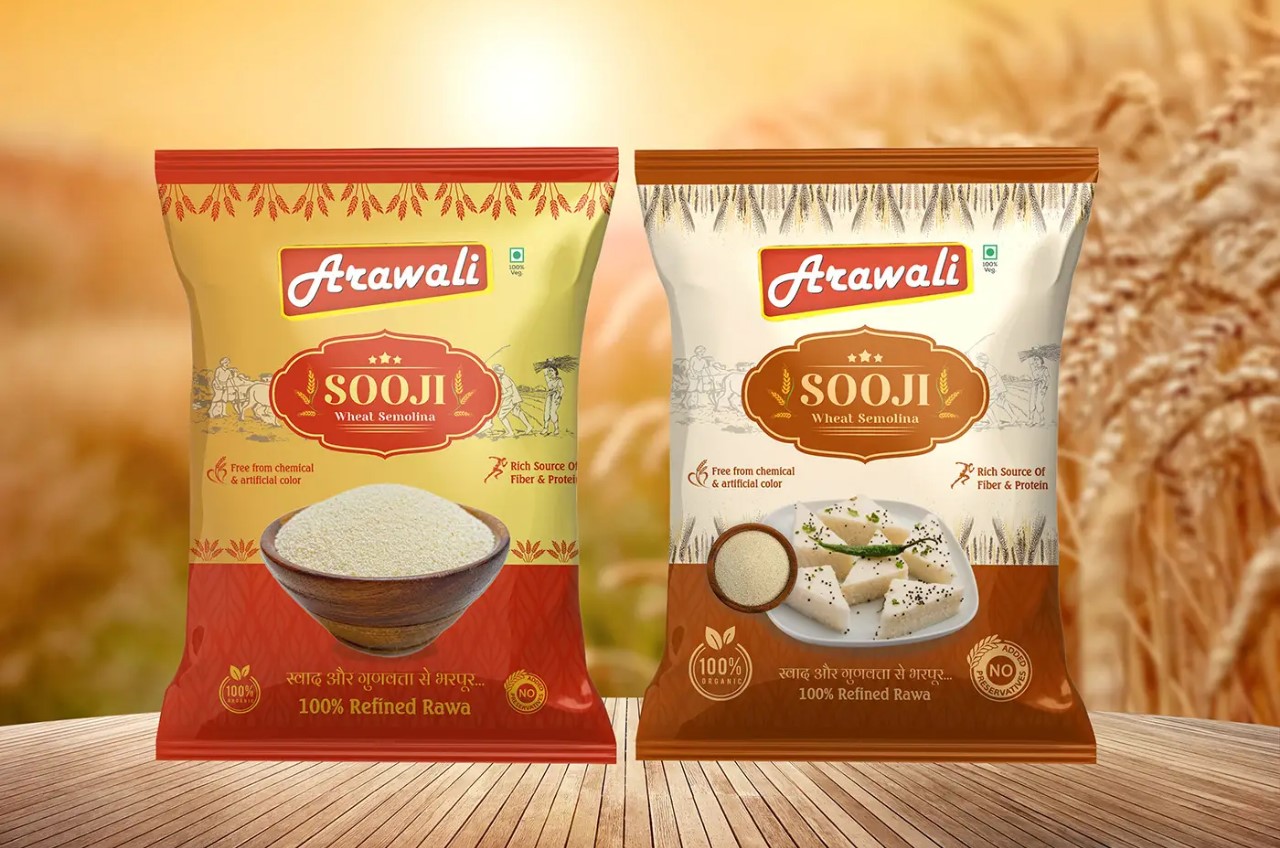 Arawali
100%
Veg.
SOOJI
Wheat Semolina
Free from chemical
& artificial color
Rich Source Of
Fiber & Protein
100%
ORGANIC
स्वाद और गुणवत्ता से भरपूर...
100% Refined Rawa
ADDED
NO
PRESERVATIVES
Arawali
100%
Veg.
SOOJI
Wheat Semolina
Free from chemical
& artificial color
Rich Source Of
Fiber & Protein
100%
ORGANIC
स्वाद और गुणवत्ता से भरपूर...
100% Refined Rawa
ADDED
NO
PRESERVATIVES